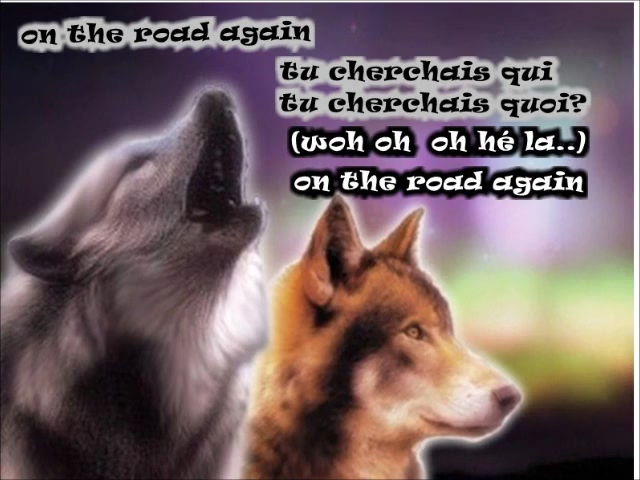 on the road again
tu cherchais qui
tu cherchais quoi?
(woh oh oh hé la..)
on the road again